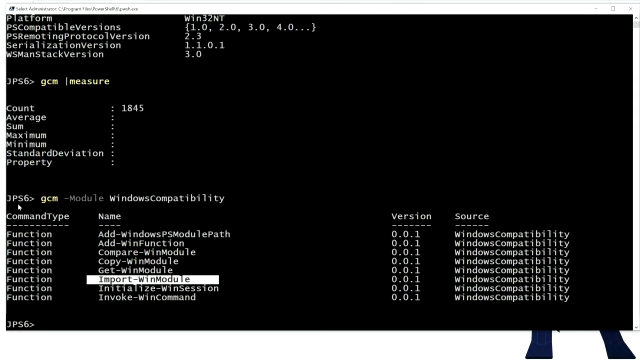 Select Administrator: C:\Program Files\PowerShell\6\pwsh.exe
Platform Win32NT
PSCompatibleVersions {1.0, 2.0, 3.0, 4.0...}
PSRemotingProtocolVersion 2.3
SerializationVersion 1.1.0.1
WSManStackVersion 3.0
JPS6> gcm |measure
Count : 1845
Average :
Sum :
Maximum :
Minimum :
StandardDeviation :
Property :
JPS6> gcm -Module WindowsCompatibility
CommandType Name Version Source
----------- ---- ------- ------
Function Add-WindowsPSModulePath 0.0.1 WindowsCompatibility
Function Add-WinFunction 0.0.1 WindowsCompatibility
Function Compare-WinModule 0.0.1 WindowsCompatibility
Function Copy-WinModule 0.0.1 WindowsCompatibility
Function Get-WinModule 0.0.1 WindowsCompatibility
Function Import-WinModule 0.0.1 WindowsCompatibility
Function Initialize-WinSession 0.0.1 WindowsCompatibility
Function Invoke-WinCommand 0.0.1 WindowsCompatibility
JPS6>